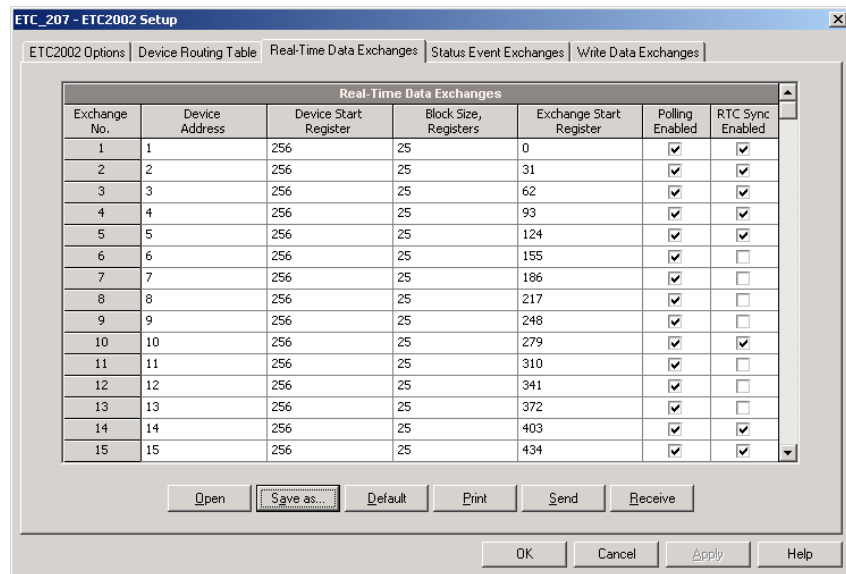 ETC_207 - ETC2002 Setup
ETC2002 Options Device Routing Table Real-Time Data Exchanges Status Event Exchanges Write Data Exchanges
Real-Time Data Exchanges
Exchange No. Device Address Device Start Register Block Size, Registers Exchange Start Register Polling Enabled RTC Sync Enabled
1 1 256 25 0
2 2 256 25 31
3 3 256 25 62
4 4 256 25 93
5 5 256 25 124
6 6 256 25 155
7 7 256 25 186
8 8 256 25 217
9 9 256 25 248
10 10 256 25 279
11 11 256 25 310
12 12 256 25 341
13 13 256 25 372
14 14 256 25 403
15 15 256 25 434
Open Save as... Default Print Send Receive
OK Cancel Apply Help